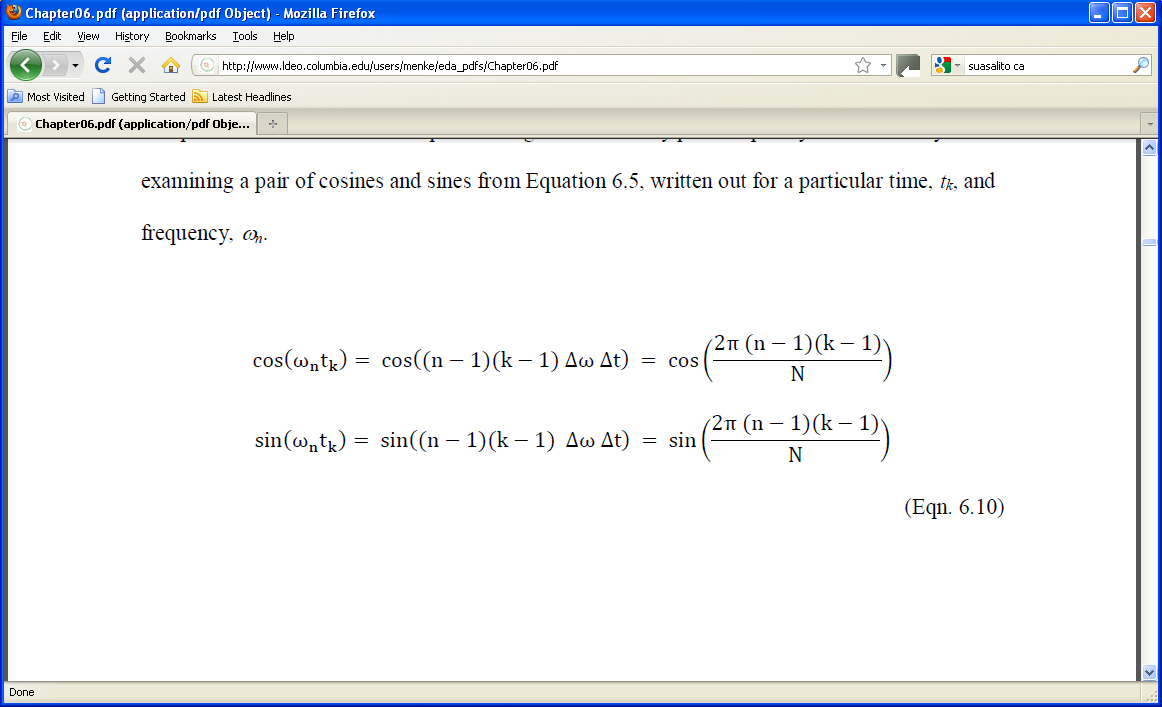 Chapter06.pdf (application/pdf Object) - Mozilla Firefox
File Edit View History Bookmarks Tools Help
http://www.ldeo.columbia.edu/users/menke/eda_pdfs/Chapter06.pdf suasalito ca
Most Visited Getting Started Latest Headlines
Chapter06.pdf (application/pdf Obje...
examining a pair of cosines and sines from Equation 6.5, written out for a particular time, tₖ, and
frequency, ωₙ.
cos(ωₙtₖ) = cos((n − 1)(k − 1) Δω Δt) = cos(2π (n − 1)(k − 1) / N)
sin(ωₙtₖ) = sin((n − 1)(k − 1) Δω Δt) = sin(2π (n − 1)(k − 1) / N)
(Eqn. 6.10)
Done